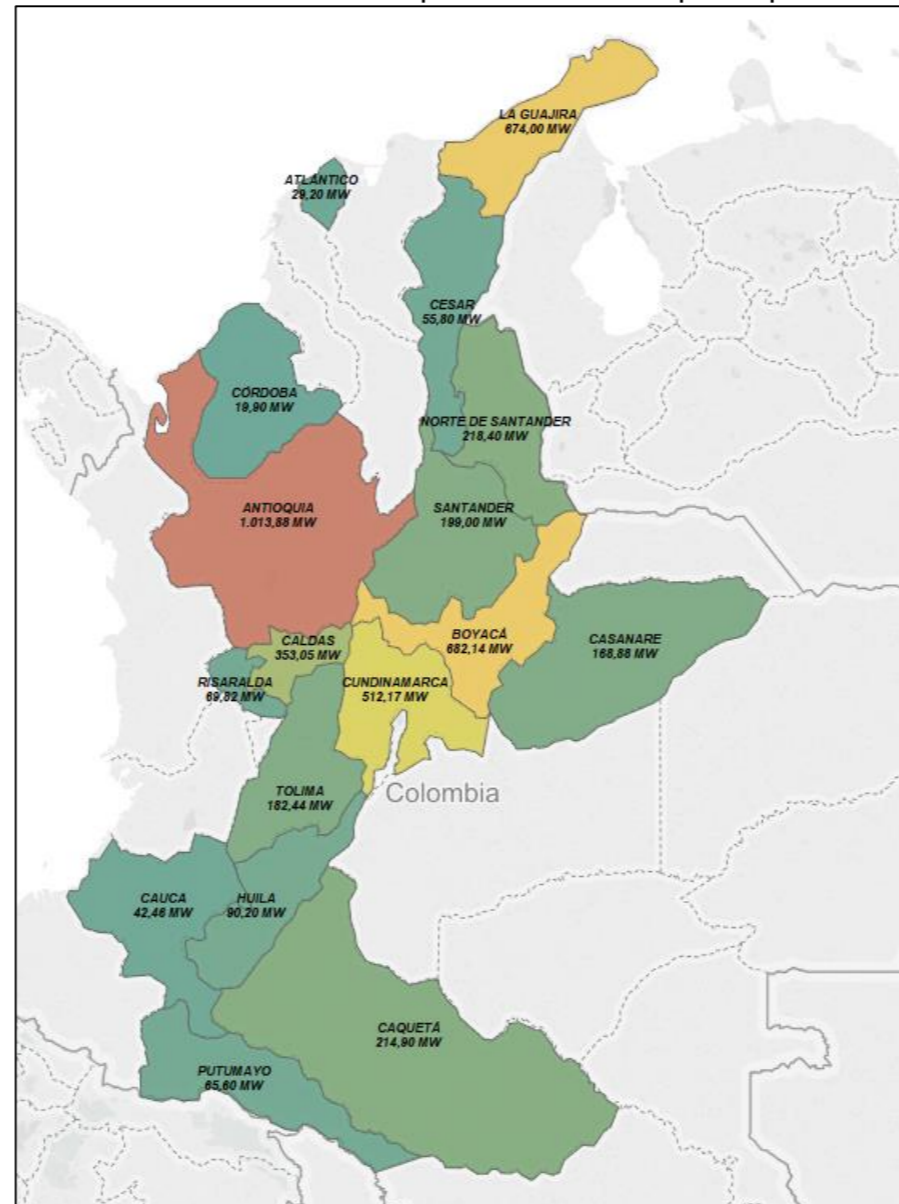 LA GUAJIRA
674,00 MW
ATLÁNTICO
29,20 MW
CESAR
55,80 MW
CÓRDOBA
19,90 MW
NORTE DE SANTANDER
218,40 MW
ANTIOQUIA
1.013,88 MW
SANTANDER
199,00 MW
BOYACÁ
682,14 MW
CASANARE
168,88 MW
CALDAS
353,05 MW
RISARALDA
69,82 MW
CUNDINAMARCA
512,17 MW
TOLIMA
182,44 MW
Colombia
CAUCA
42,46 MW
HUILA
90,20 MW
CAQUETÁ
214,90 MW
PUTUMAYO
65,60 MW